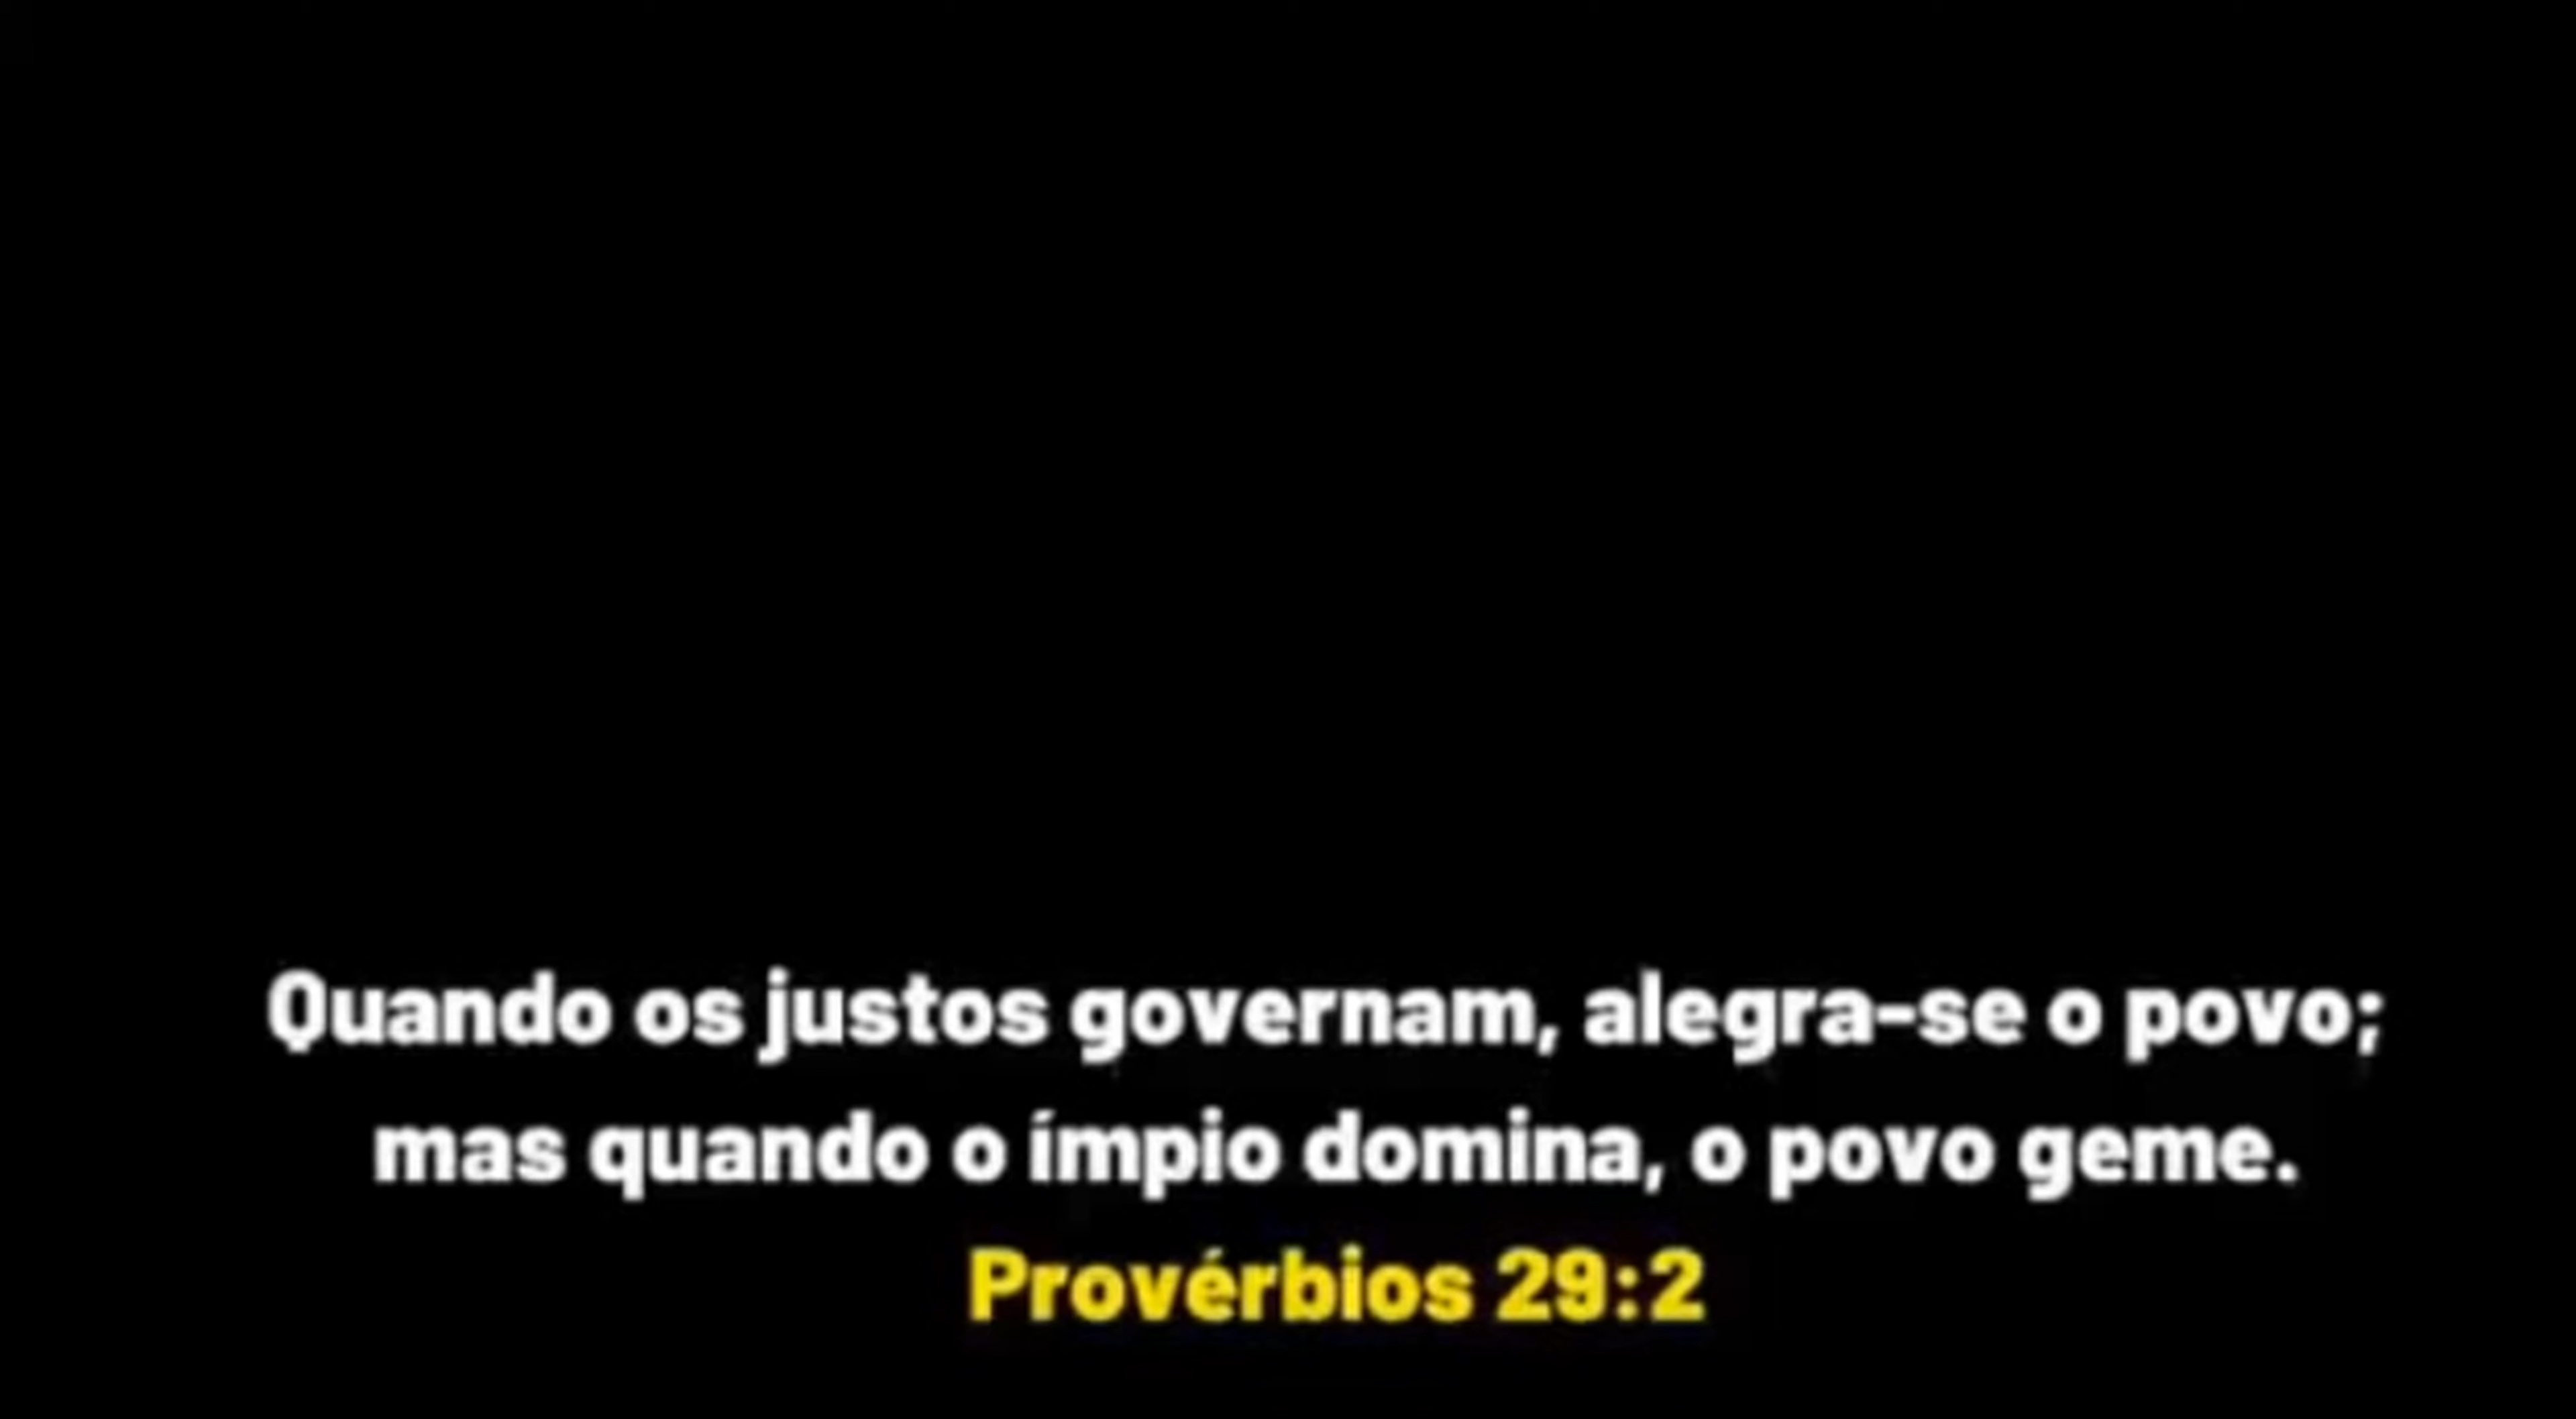 Quando os justos governam, alegra-se o povo;
mas quando o ímpio domina, o povo geme.
Provérbios 29:2